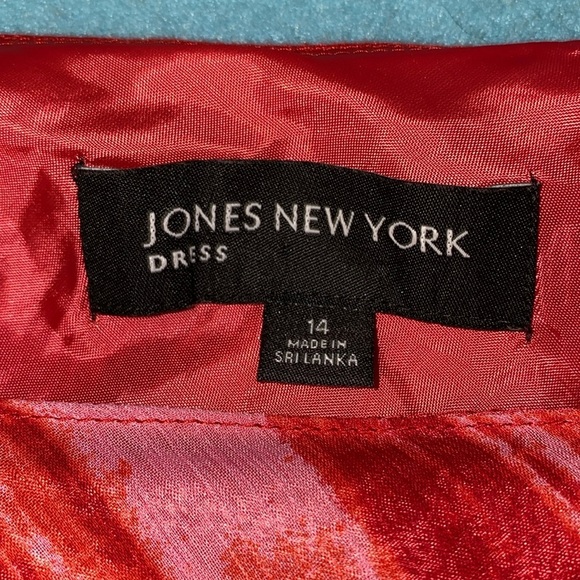 JONES NEW YORK
DRESS
14
MADE IN
SRI LANKA